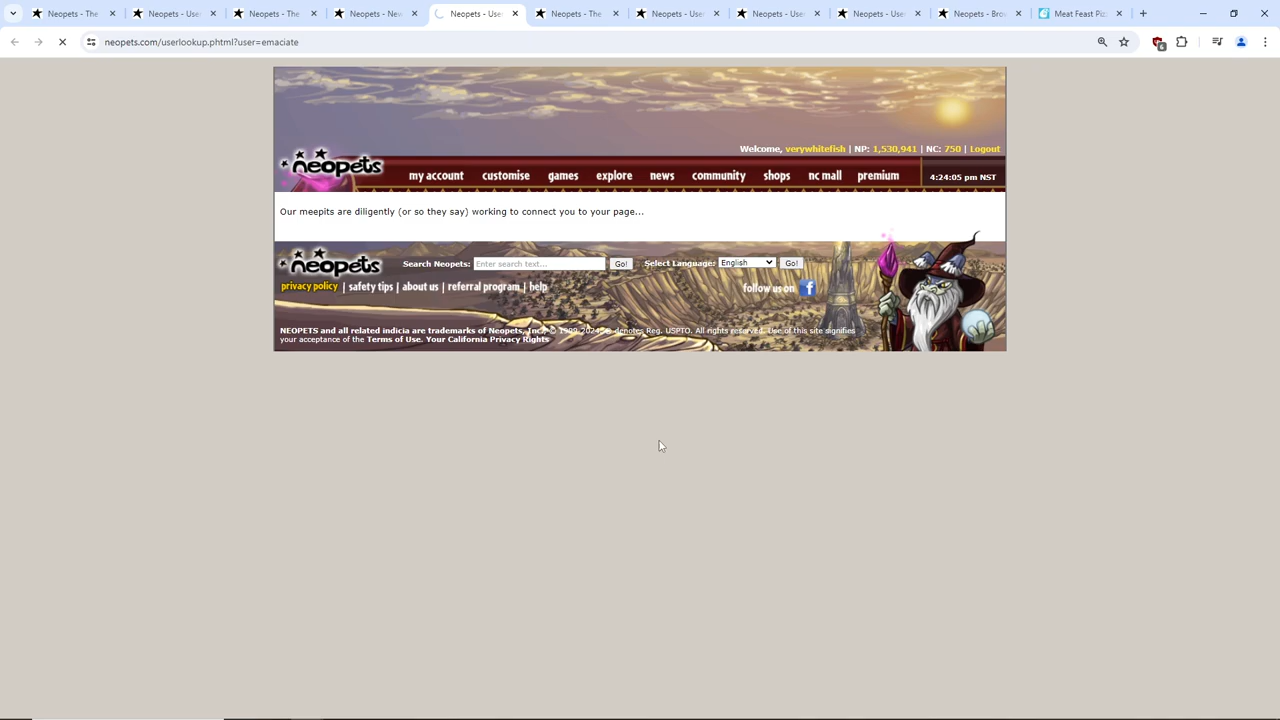 Neopets - The
Neopets - User
Neopets - The
Neopets - New
Neopets - User
Neopets - The
Neopets - User
Neopets - User
Neopets - User
Neopets - Bro
Meat Feast Piz
neopets.com/userlookup.phtml?user=emaciate
Welcome, verywhitefish | NP: 1,530,941 | NC: 750 | Logout
neopets
my account customise games explore news community shops nc mall premium 4:24:05 pm NST
Our meepits are diligently (or so they say) working to connect you to your page...
neopets
Search Neopets: Enter search text... Go! Select Language: English Go!
privacy policy | safety tips | about us | referral program | help follow us on f
NEOPETS and all related indicia are trademarks of Neopets, Inc., © 1999-2024. ® denotes Reg. USPTO. All rights reserved. Use of this site signifies
your acceptance of the Terms of Use. Your California Privacy Rights